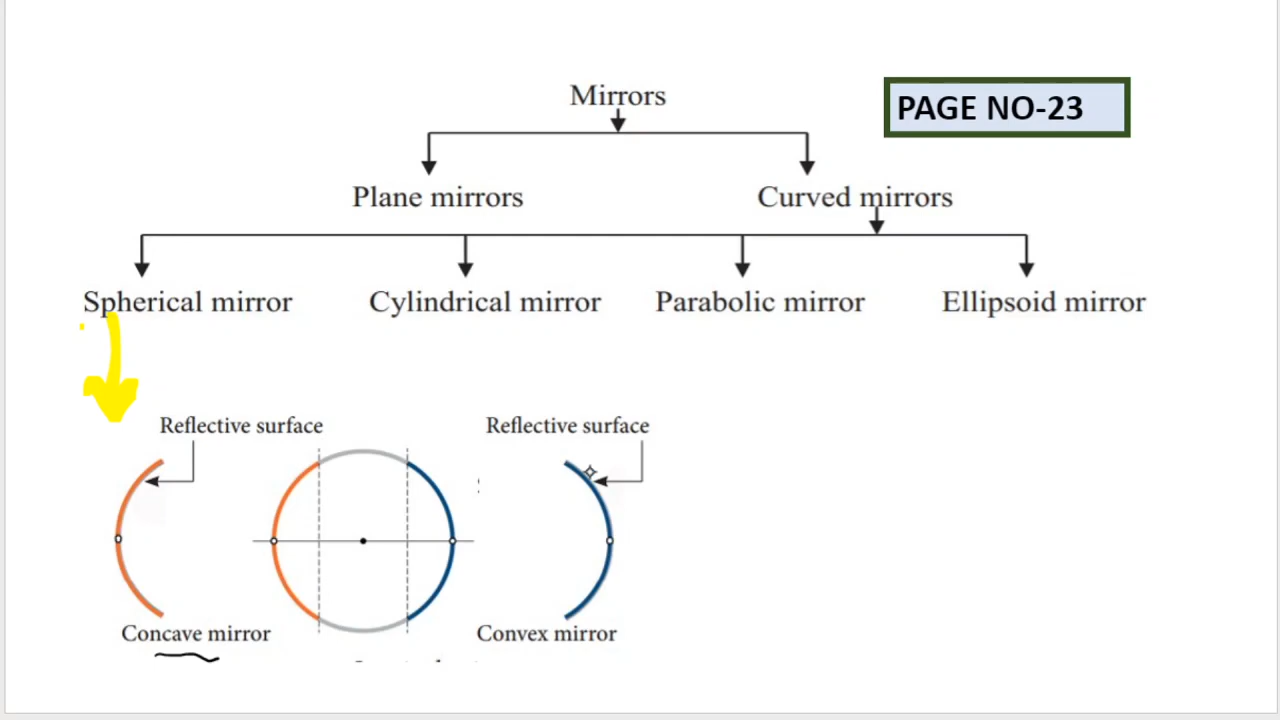 Mirrors
PAGE NO-23
Plane mirrors
Curved mirrors
Spherical mirror
Cylindrical mirror
Parabolic mirror
Ellipsoid mirror
Reflective surface
Reflective surface
Concave mirror
Convex mirror